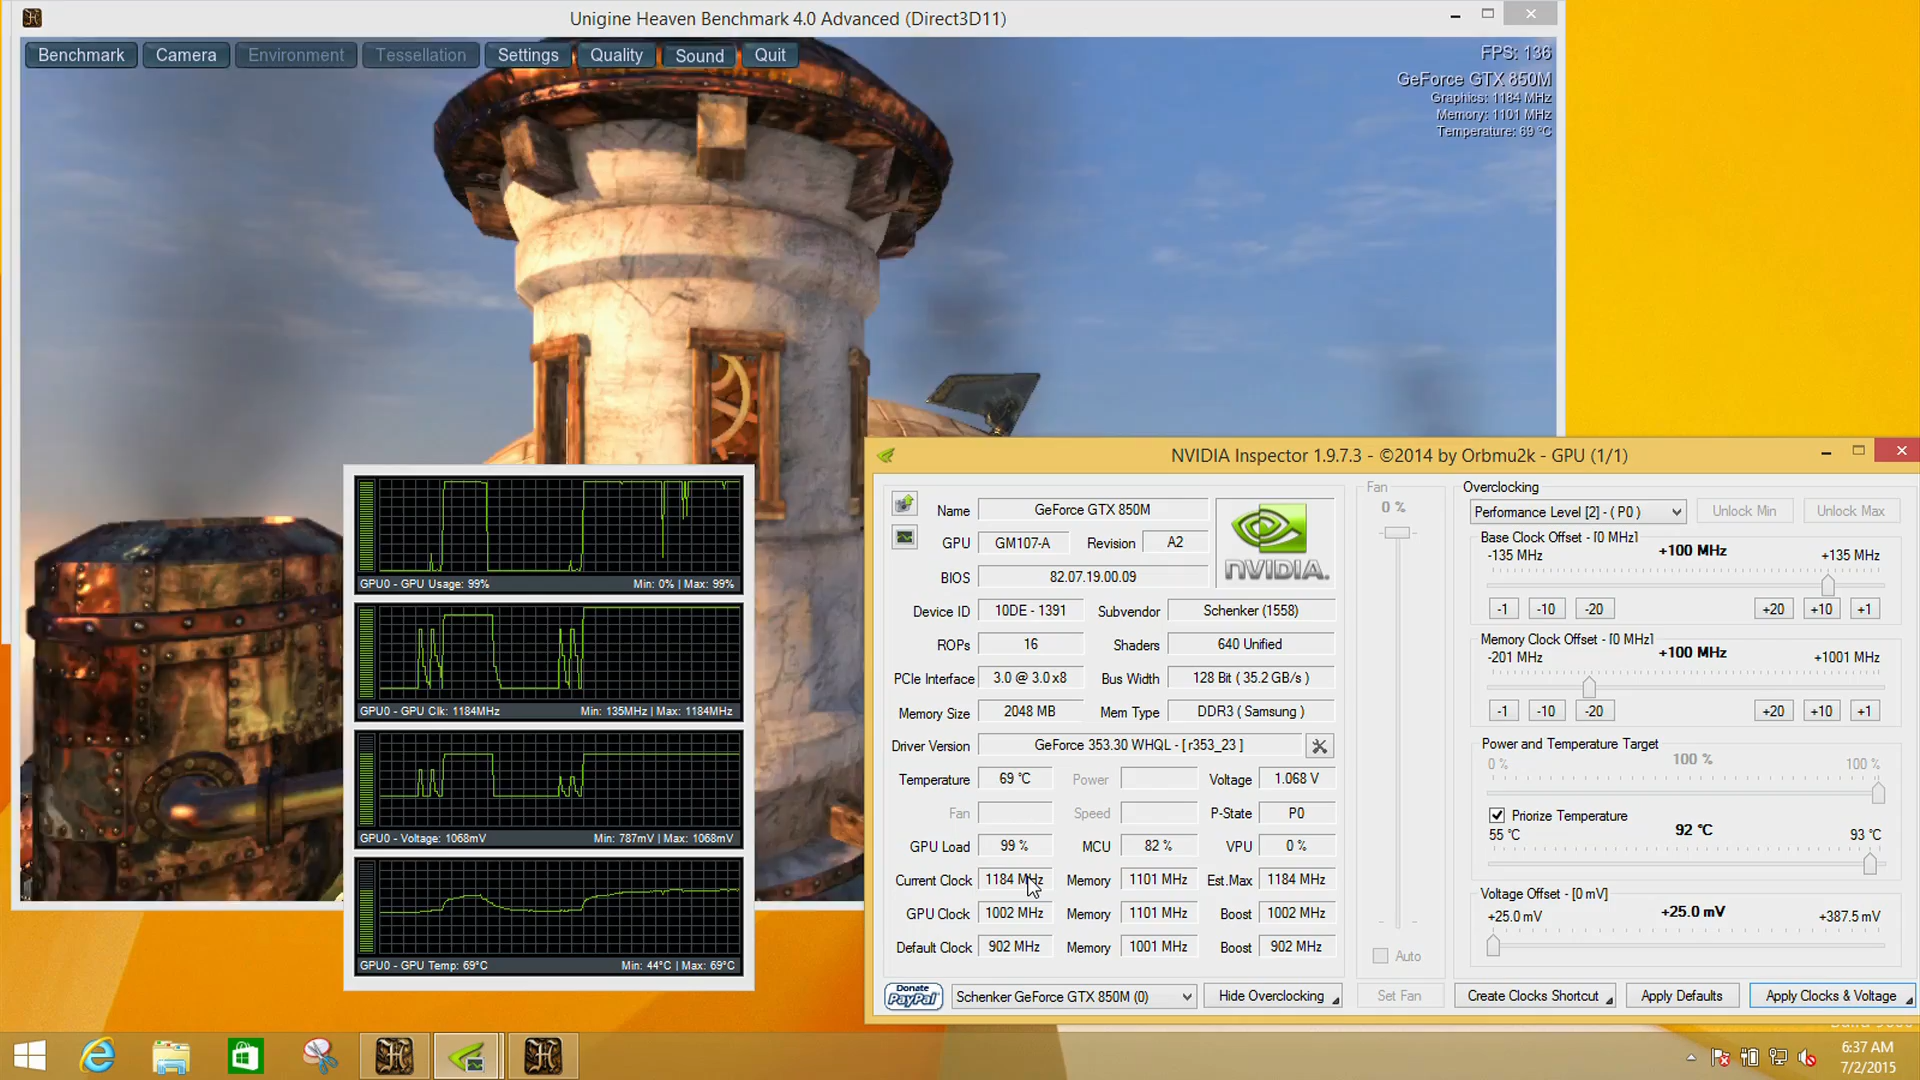 Unigine Heaven Benchmark 4.0 Advanced (Direct3D11)
Benchmark Camera Environment Tessellation Settings Quality Sound Quit
FPS: 136
GeForce GTX 850M
Graphics: 1184 MHz
Memory: 1101 MHz
Temperature: 69 °C
GPU0 - GPU Usage: 99% Min: 0% | Max: 99%
GPU0 - GPU Clk: 1184MHz Min: 135MHz | Max: 1184MHz
GPU0 - Voltage: 1068mV Min: 787mV | Max: 1068mV
GPU0 - GPU Temp: 69°C Min: 44°C | Max: 69°C
NVIDIA Inspector 1.9.7.3 - ©2014 by Orbmu2k - GPU (1/1)
Name GeForce GTX 850M
GPU GM107-A Revision A2
BIOS 82.07.19.00.09
NVIDIA.
Device ID 10DE - 1391 Subvendor Schenker (1558)
ROPs 16 Shaders 640 Unified
PCIe Interface 3.0 @ 3.0 x8 Bus Width 128 Bit ( 35.2 GB/s )
Memory Size 2048 MB Mem Type DDR3 ( Samsung )
Driver Version GeForce 353.30 WHQL - [ r353_23 ]
Temperature 69 °C Power Voltage 1.068 V
Fan Speed P-State P0
GPU Load 99 % MCU 82 % VPU 0 %
Current Clock 1184 MHz Memory 1101 MHz Est.Max 1184 MHz
GPU Clock 1002 MHz Memory 1101 MHz Boost 1002 MHz
Default Clock 902 MHz Memory 1001 MHz Boost 902 MHz
Donate PayPal Schenker GeForce GTX 850M (0) Hide Overclocking
Fan
0 %
Auto
Set Fan
Overclocking
Performance Level [2] - ( P0 ) Unlock Min Unlock Max
Base Clock Offset - [0 MHz]
-135 MHz +100 MHz +135 MHz
-1 -10 -20 +20 +10 +1
Memory Clock Offset - [0 MHz]
-201 MHz +100 MHz +1001 MHz
-1 -10 -20 +20 +10 +1
Power and Temperature Target
0 % 100 % 100 %
Priorize Temperature
55 °C 92 °C 93 °C
Voltage Offset - [0 mV]
+25.0 mV +25.0 mV +387.5 mV
Create Clocks Shortcut Apply Defaults Apply Clocks & Voltage
6:37 AM
7/2/2015